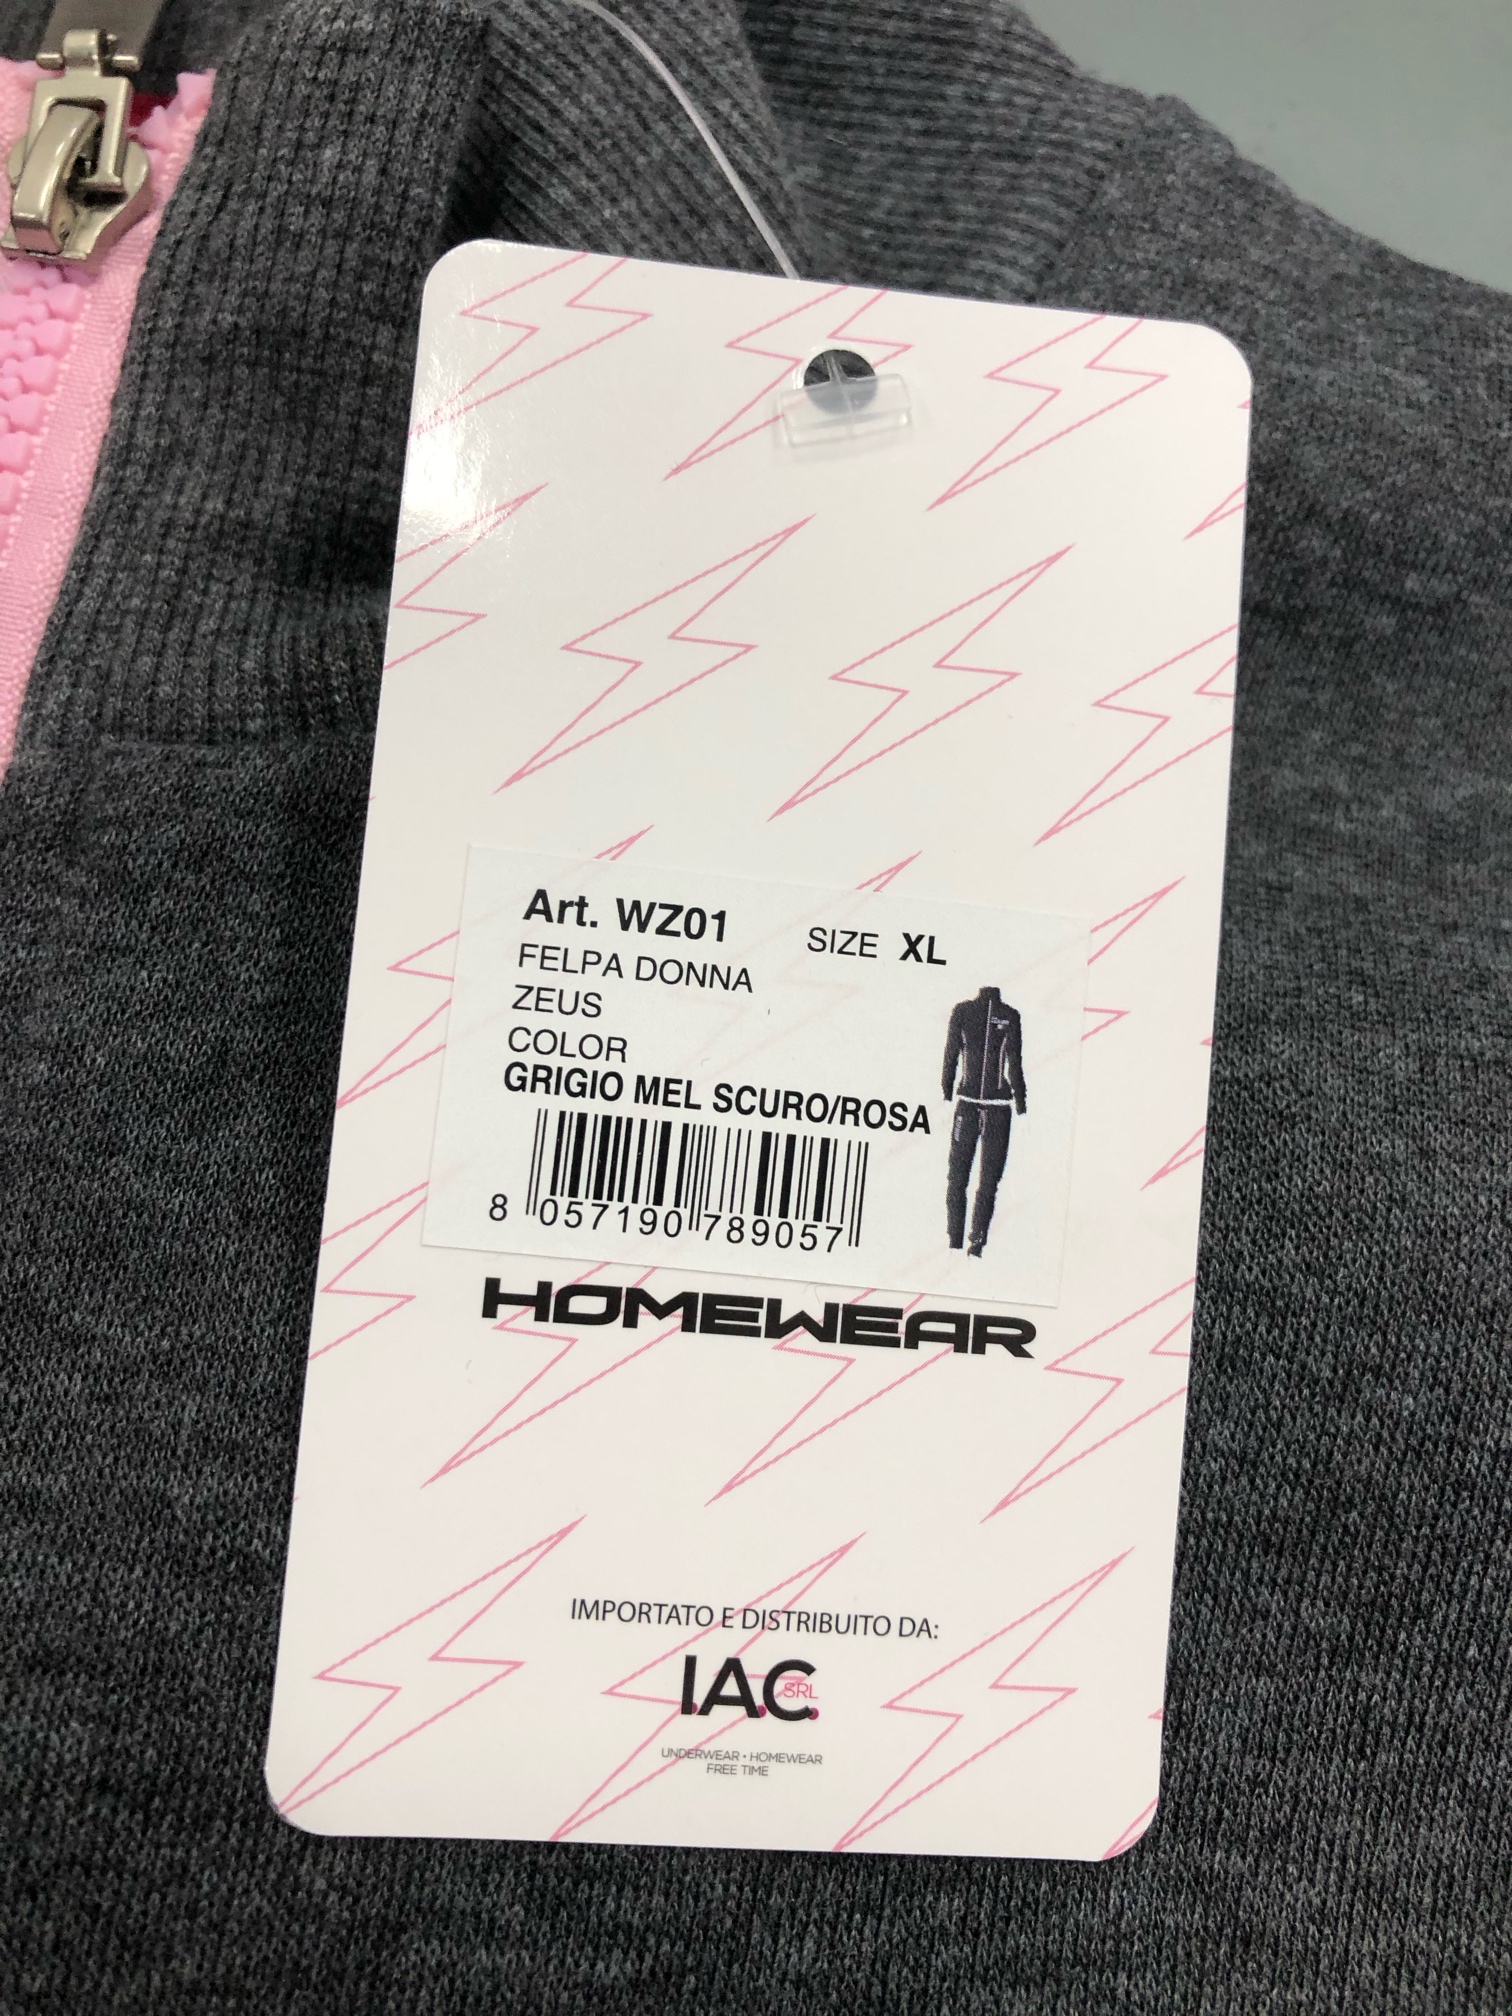 Art. WZ01 SIZE XL
FELPA DONNA
ZEUS
COLOR
GRIGIO MEL SCURO/ROSA
8 057190 789057
HOMEWEAR
IMPORTATO E DISTRIBUITO DA:
I.A.C. SRL
UNDERWEAR • HOMEWEAR
FREE TIME